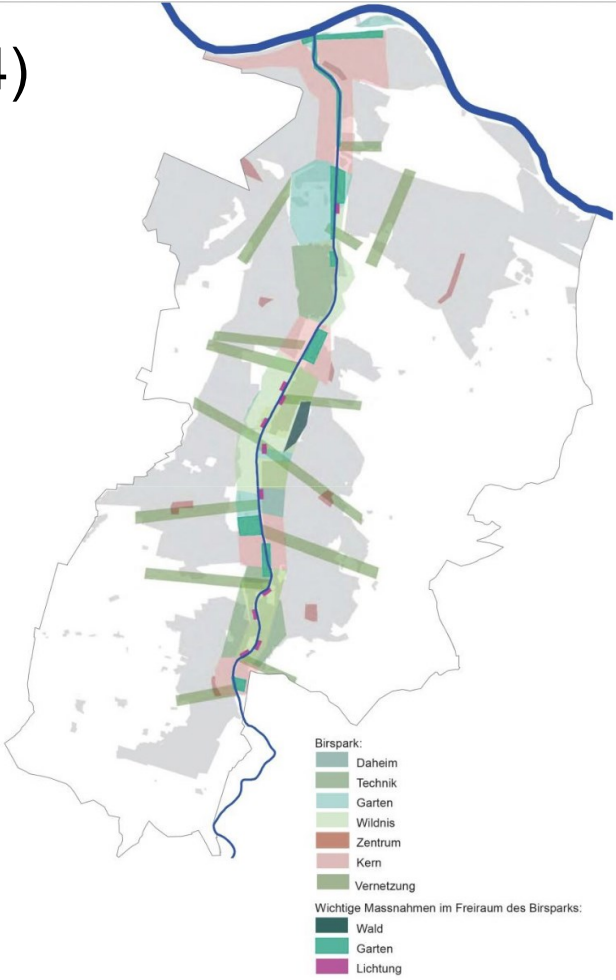 4)
Birspark:
Daheim
Technik
Garten
Wildnis
Zentrum
Kern
Vernetzung
Wichtige Massnahmen im Freiraum des Birsparks:
Wald
Garten
Lichtung